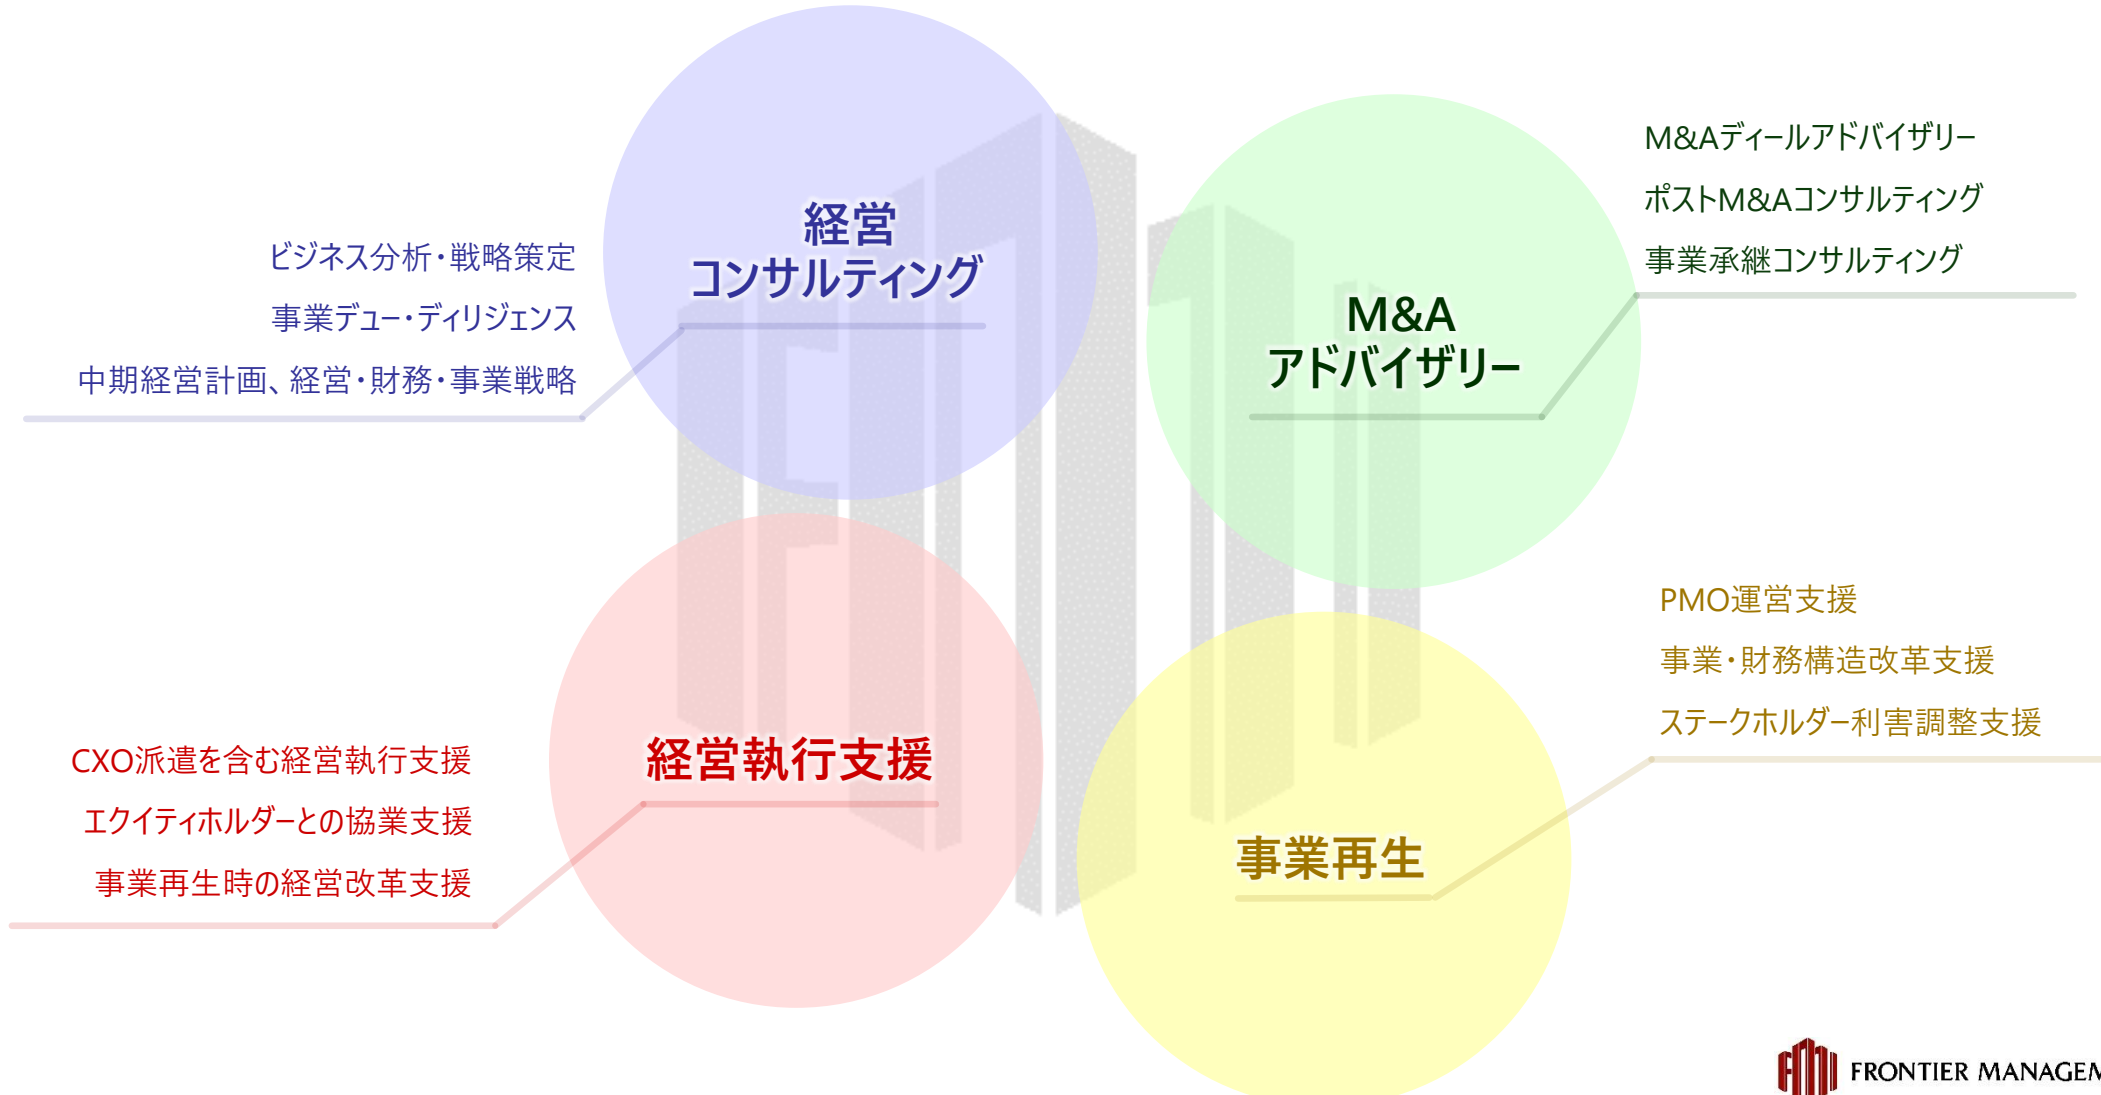 経営
コンサルティング
ビジネス分析・戦略策定
事業デュー・ディリジェンス
中期経営計画、経営・財務・事業戦略
M&A
アドバイザリー
M&Aディールアドバイザリー
ポストM&Aコンサルティング
事業承継コンサルティング
経営執行支援
CXO派遣を含む経営執行支援
エクイティホルダーとの協業支援
事業再生時の経営改革支援
事業再生
PMO運営支援
事業・財務構造改革支援
ステークホルダー利害調整支援
FRONTIER